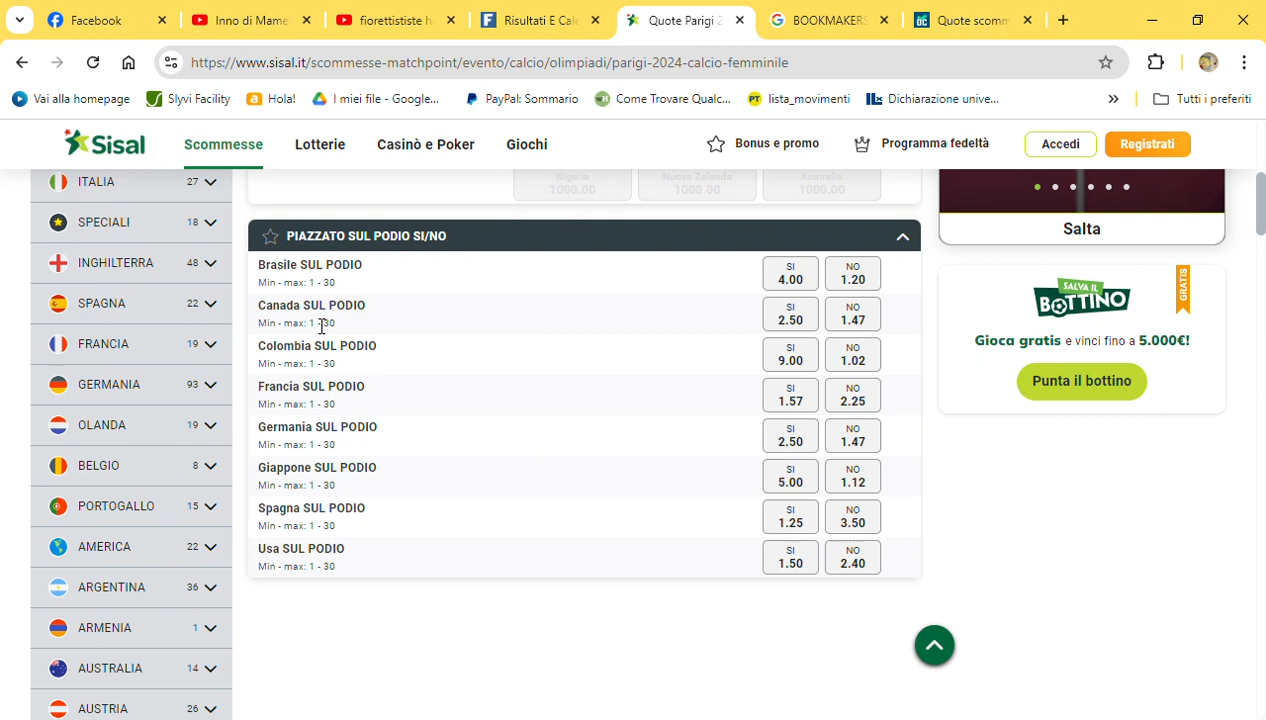 Facebook
Inno di Mame
fiorettistite h
Risultati E Cale
Quote Parigi 2
BOOKMAKERS
Quote scomm
https://www.sisal.it/scommesse-matchpoint/evento/calcio/olimpiadi/parigi-2024-calcio-femminile
Vai alla homepage
Slyvi Facility
Hola!
I miei file - Google...
PayPal: Sommario
Come Trovare Qualc...
PT lista_movimenti
Dichiarazione unive...
»
Tutti i preferiti
Sisal
Scommesse
Lotterie
Casinò e Poker
Giochi
Bonus e promo
Programma fedeltà
Accedi
Registrati
ITALIA 27
SPECIALI 18
INGHILTERRA 48
SPAGNA 22
FRANCIA 19
GERMANIA 93
OLANDA 19
BELGIO 8
PORTOGALLO 15
AMERICA 22
ARGENTINA 36
ARMENIA 1
AUSTRALIA 14
AUSTRIA 26
Nigeria
1000.00
Nuova Zelanda
1000.00
Australia
1000.00
PIAZZATO SUL PODIO SI/NO
Brasile SUL PODIO
Min - max: 1 - 30
SI
4.00
NO
1.20
Canada SUL PODIO
Min - max: 1 - 30
SI
2.50
NO
1.47
Colombia SUL PODIO
Min - max: 1 - 30
SI
9.00
NO
1.02
Francia SUL PODIO
Min - max: 1 - 30
SI
1.57
NO
2.25
Germania SUL PODIO
Min - max: 1 - 30
SI
2.50
NO
1.47
Giappone SUL PODIO
Min - max: 1 - 30
SI
5.00
NO
1.12
Spagna SUL PODIO
Min - max: 1 - 30
SI
1.25
NO
3.50
Usa SUL PODIO
Min - max: 1 - 30
SI
1.50
NO
2.40
Salta
SALVA IL
BOTTINO
GRATIS
Gioca gratis e vinci fino a 5.000€!
Punta il bottino